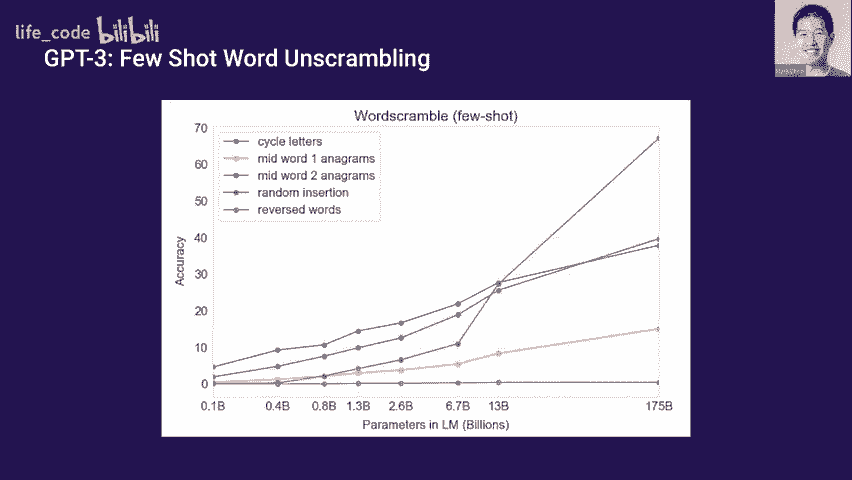 life_code bilibili
GPT-3: Few Shot Word Unscrambling
Wordscramble (few-shot)
70
60
50
40
30
20
10
0
Accuracy
cycle letters
mid word 1 anagrams
mid word 2 anagrams
random insertion
reversed words
0.1B 0.4B 0.8B 1.3B 2.6B 6.7B 13B 175B
Parameters in LM (Billions)